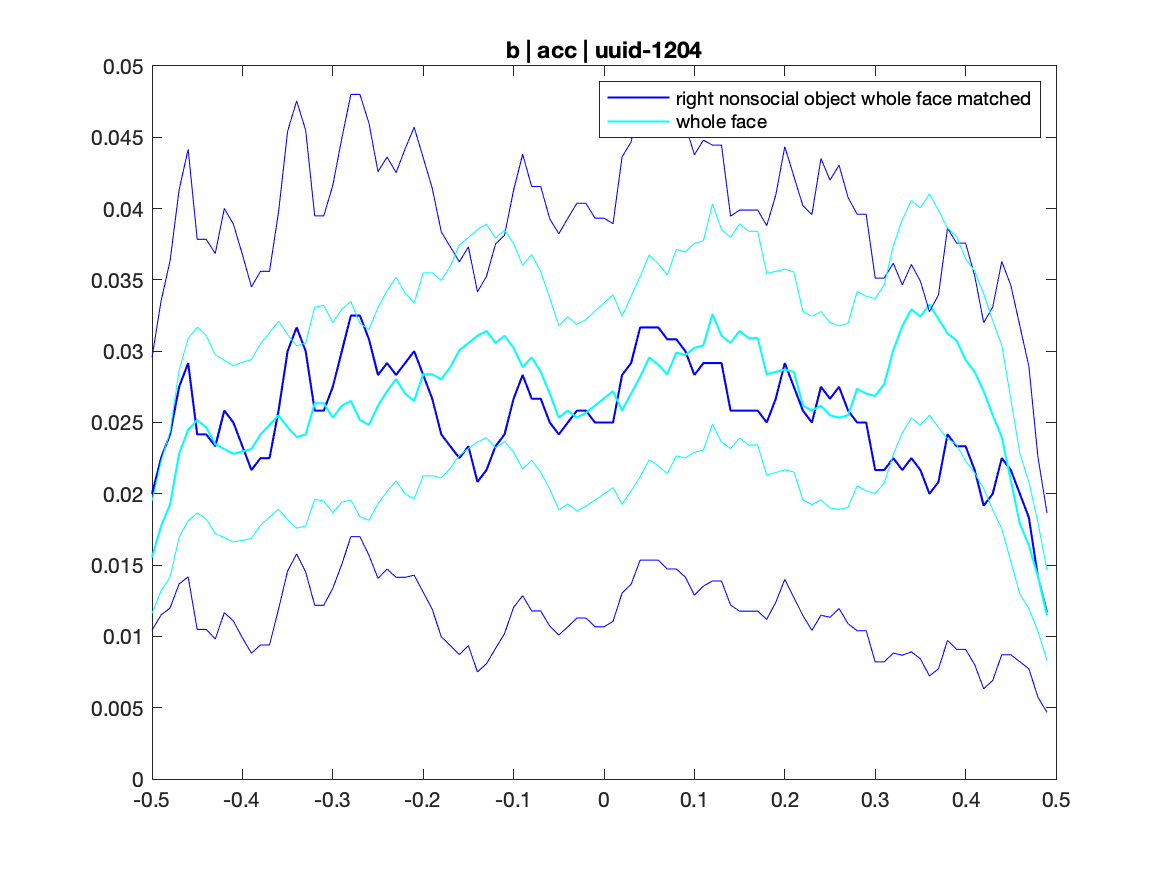 b | acc | uuid-1204
right nonsocial object whole face matched
whole face
0.05
0.045
0.04
0.035
0.03
0.025
0.02
0.015
0.01
0.005
0
-0.5 -0.4 -0.3 -0.2 -0.1 0 0.1 0.2 0.3 0.4 0.5